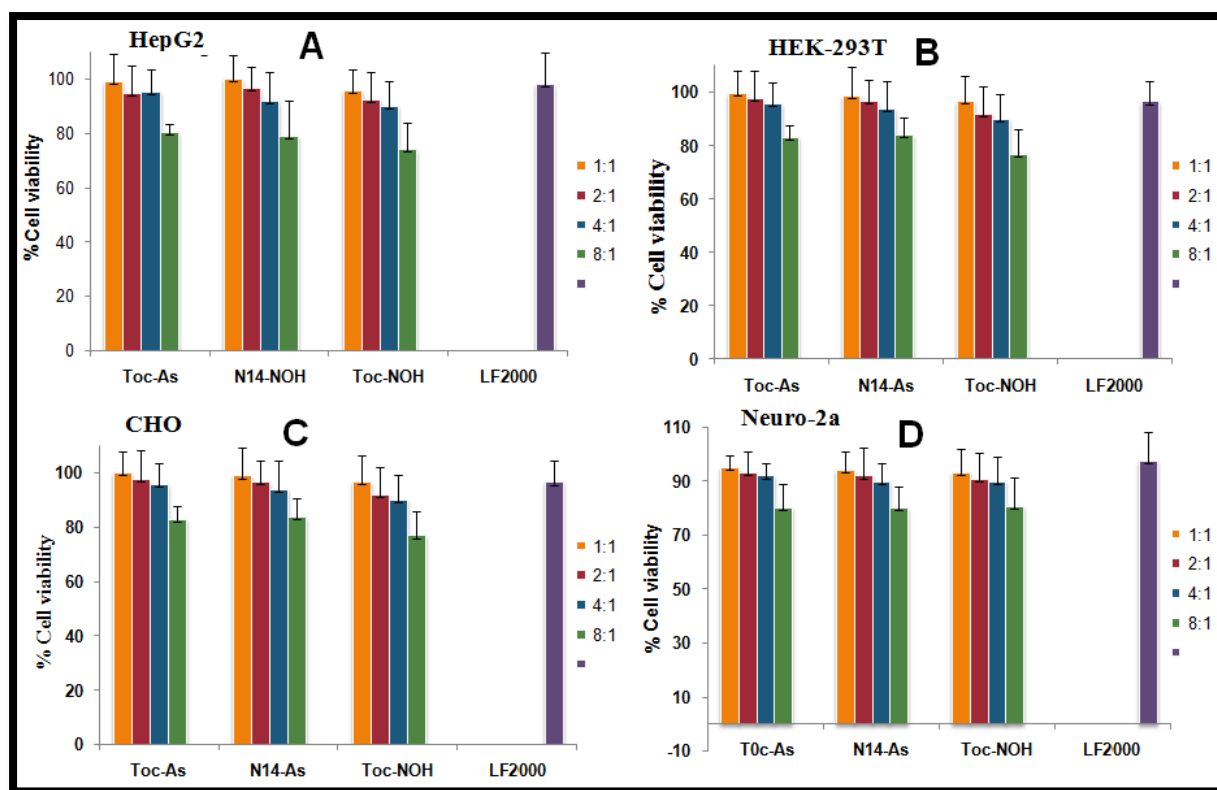 HepG2
A
100
80
60
40
20
0
%Cell viability
Toc-As N14-NOH Toc-NOH LF2000
1:1
2:1
4:1
8:1
HEK-293T
B
100
80
60
40
20
0
% Cell viability
Toc-As N14-As Toc-NOH LF2000
1:1
2:1
4:1
8:1
CHO
C
100
80
60
40
20
0
% Cell viability
Toc-As N14-As Toc-NOH LF2000
1:1
2:1
4:1
8:1
Neuro-2a
D
110
90
70
50
30
10
-10
% Cell viability
T0c-As N14-As Toc-NOH LF2000
1:1
2:1
4:1
8:1